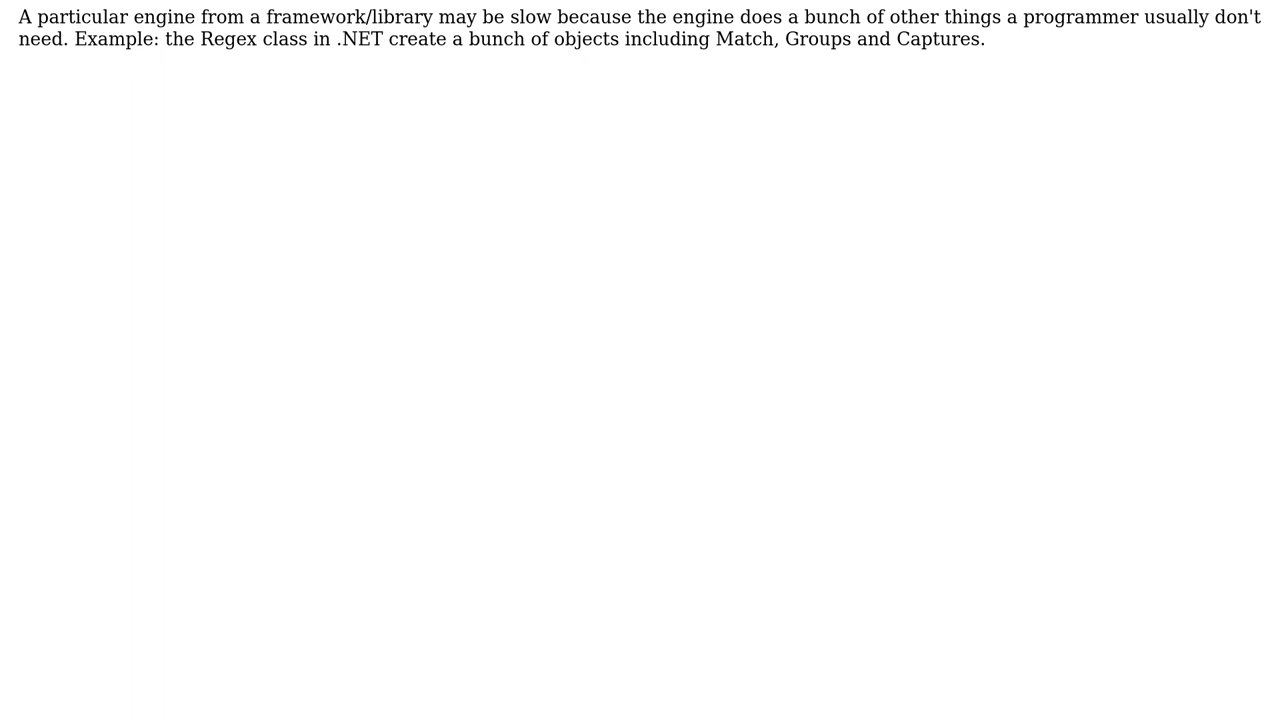 A particular engine from a framework/library may be slow because the engine does a bunch of other things a programmer usually don't
need. Example: the Regex class in .NET create a bunch of objects including Match, Groups and Captures.